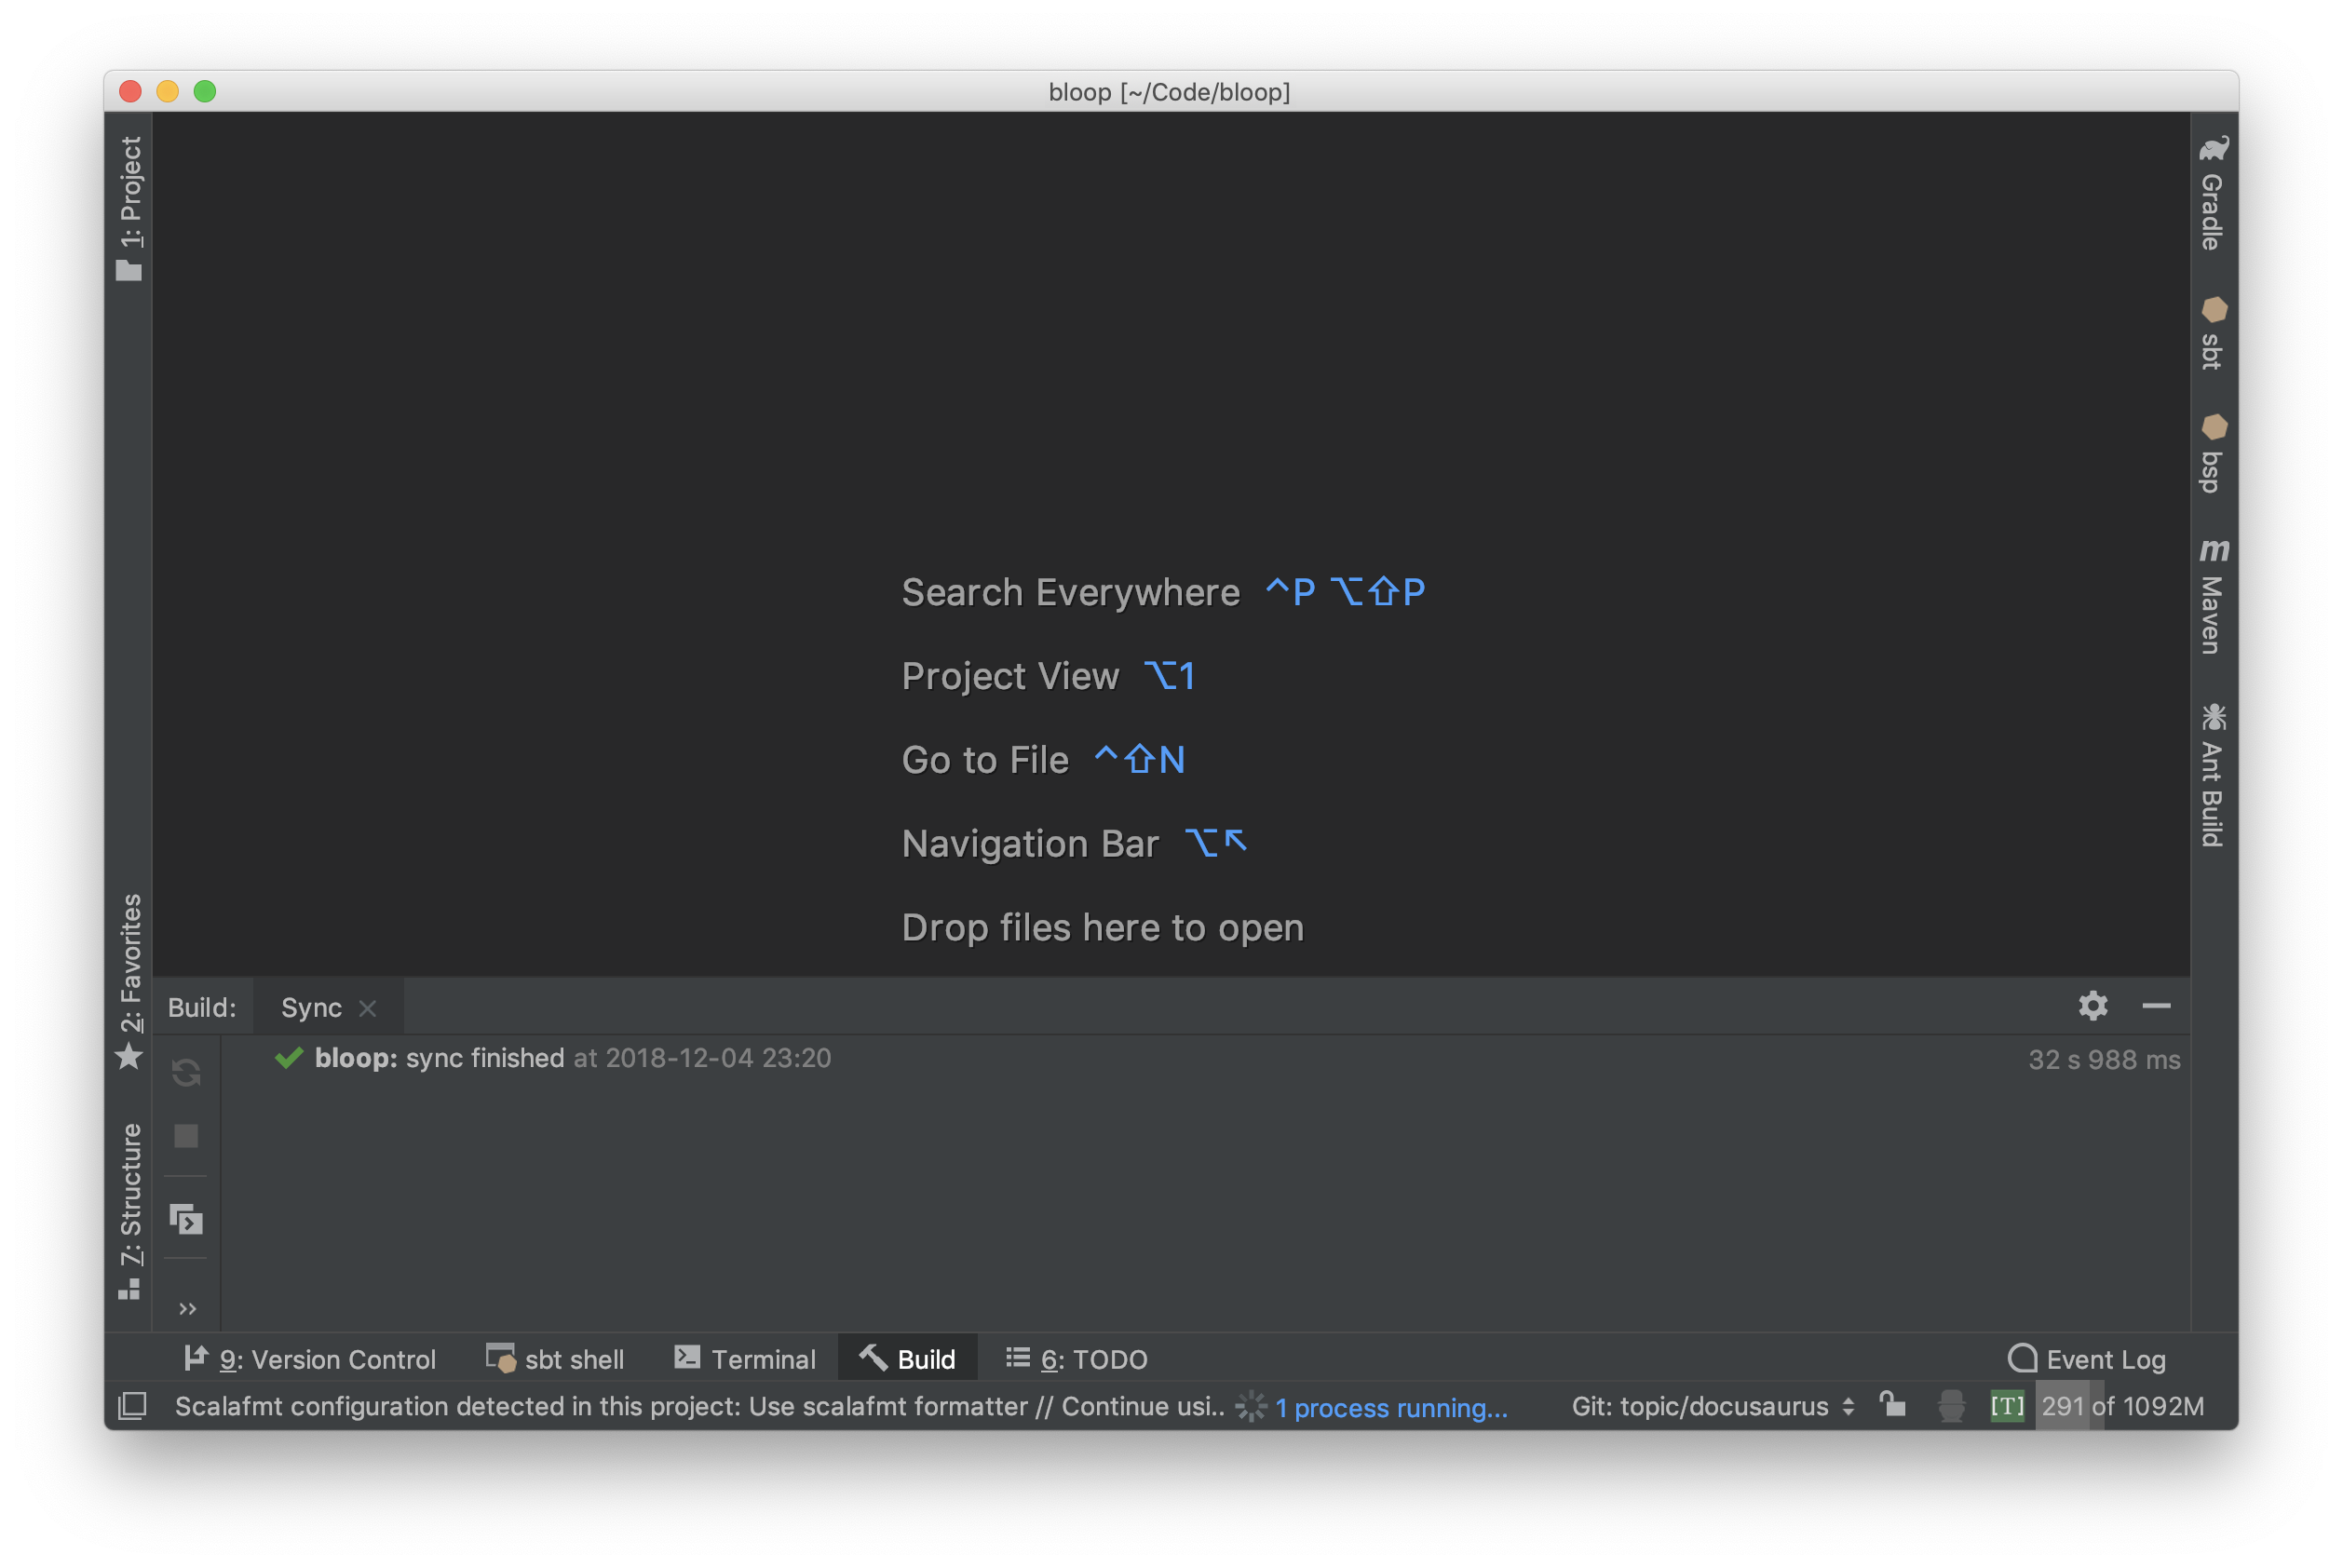 bloop [~/Code/bloop]
1: Project
2: Favorites
7: Structure
Gradle
sbt
bsp
m
Maven
Ant Build
Search Everywhere ^P ⌥⇧P
Project View ⌥1
Go to File ^⇧N
Navigation Bar ⌥↖
Drop files here to open
Build: Sync
bloop: sync finished at 2018-12-04 23:20 32 s 988 ms
9: Version Control sbt shell Terminal Build 6: TODO Event Log
Scalafmt configuration detected in this project: Use scalafmt formatter // Continue usi.. 1 process running... Git: topic/docusaurus [T] 291 of 1092M